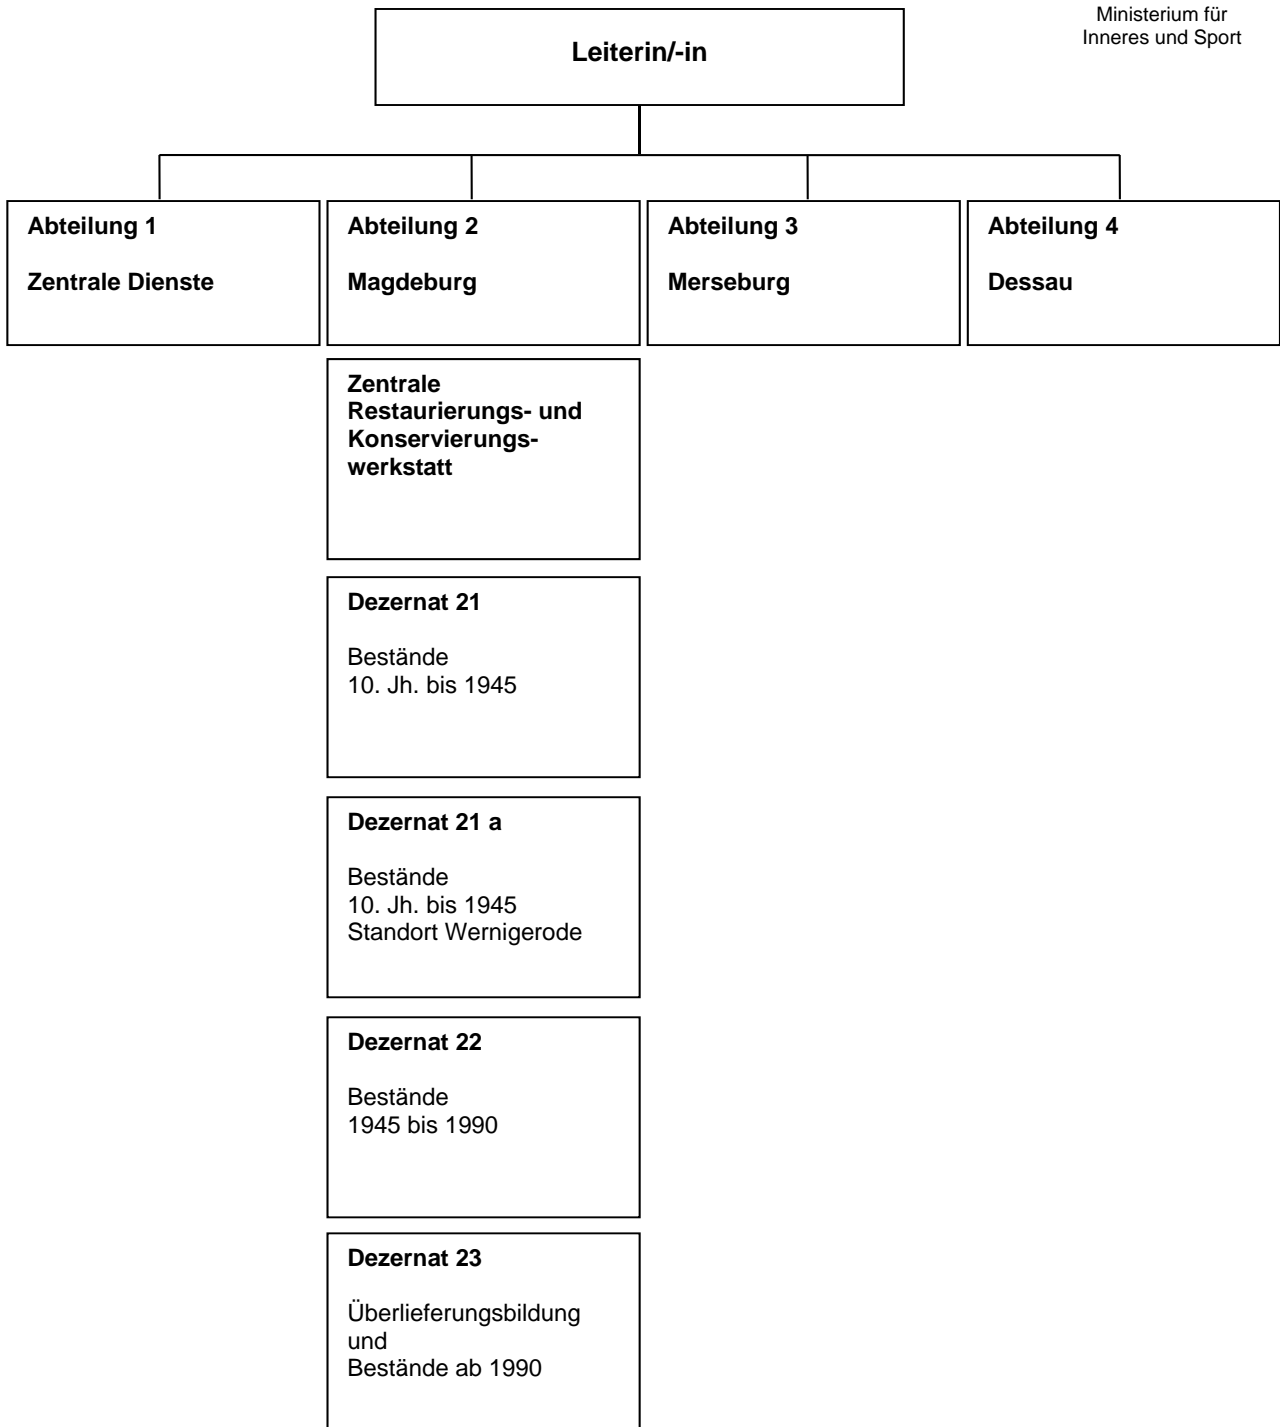 Ministerium für
Inneres und Sport
Leiterin/-in
Abteilung 1
Zentrale Dienste
Abteilung 2
Magdeburg
Abteilung 3
Merseburg
Abteilung 4
Dessau
Zentrale
Restaurierungs- und
Konservierungs-
werkstatt
Dezernat 21
Bestände
10. Jh. bis 1945
Dezernat 21 a
Bestände
10. Jh. bis 1945
Standort Wernigerode
Dezernat 22
Bestände
1945 bis 1990
Dezernat 23
Überlieferungsbildung
und
Bestände ab 1990